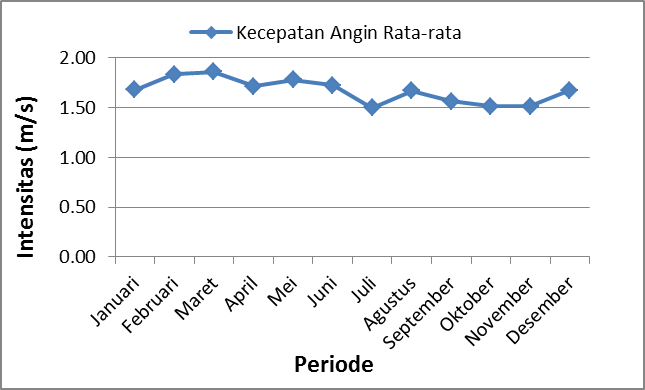 Kecepatan Angin Rata-rata
2.00
1.50
1.00
0.50
0.00
Intensitas (m/s)
Januari
Februari
Maret
April
Mei
Juni
Juli
Agustus
September
Oktober
November
Desember
Periode